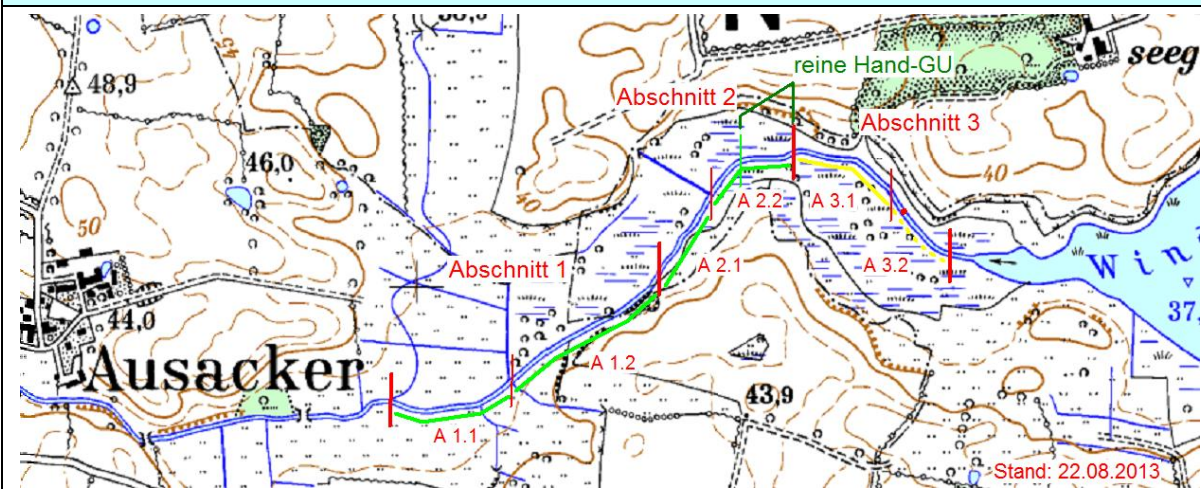 48,9
45
seeg
reine Hand-GU
Abschnitt 2
Abschnitt 3
46,0
40
40
50
A 2.2
A 3.1
Abschnitt 1
A 2.1
A 3.2
Win
37,
44,0
Ausacker
A 1.2
43,9
A 1.1
Stand: 22.08.2013